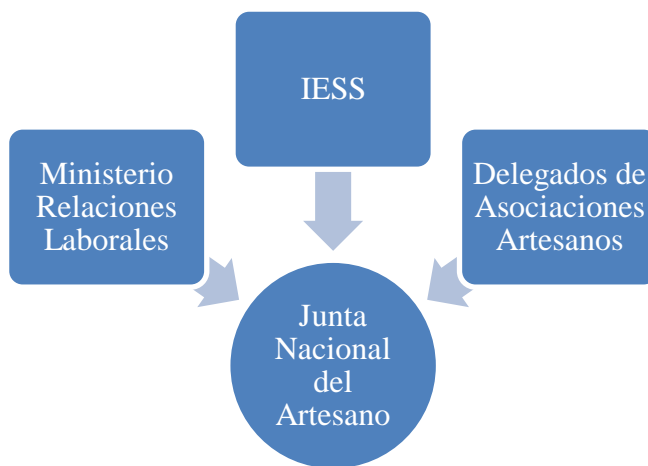 IESS
Ministerio
Relaciones
Laborales
Delegados de
Asociaciones
Artesanos
Junta
Nacional
del
Artesano